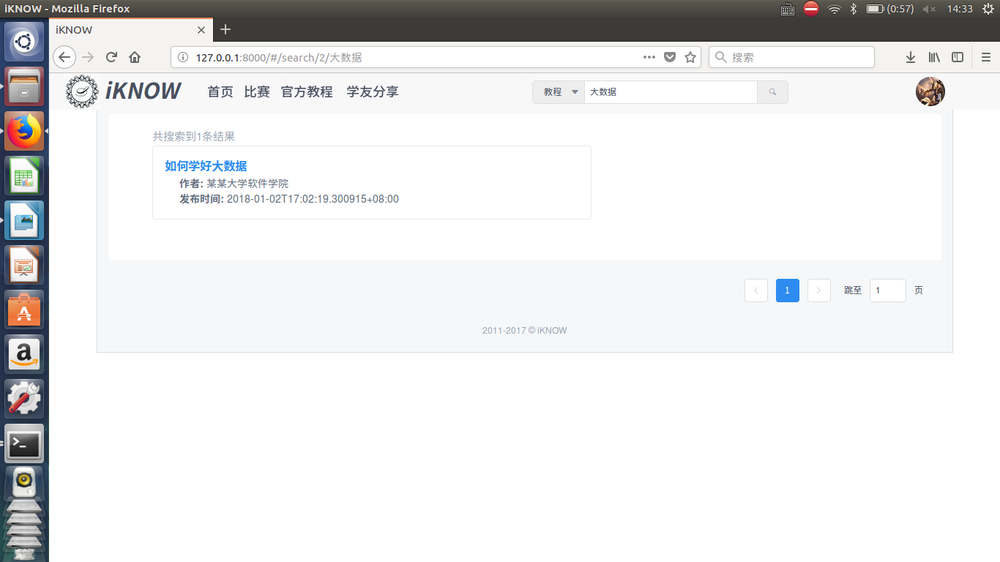 iKNOW - Mozilla Firefox
(0:57)
14:33
iKNOW
127.0.0.1:8000/#/search/2/大数据
搜索
iKNOW
首页 比赛 官方教程 学友分享
教程
大数据
共搜索到1条结果
如何学好大数据
作者: 某某大学软件学院
发布时间: 2018-01-02T17:02:19.300915+08:00
1
跳至
1
页
2011-2017 © iKNOW